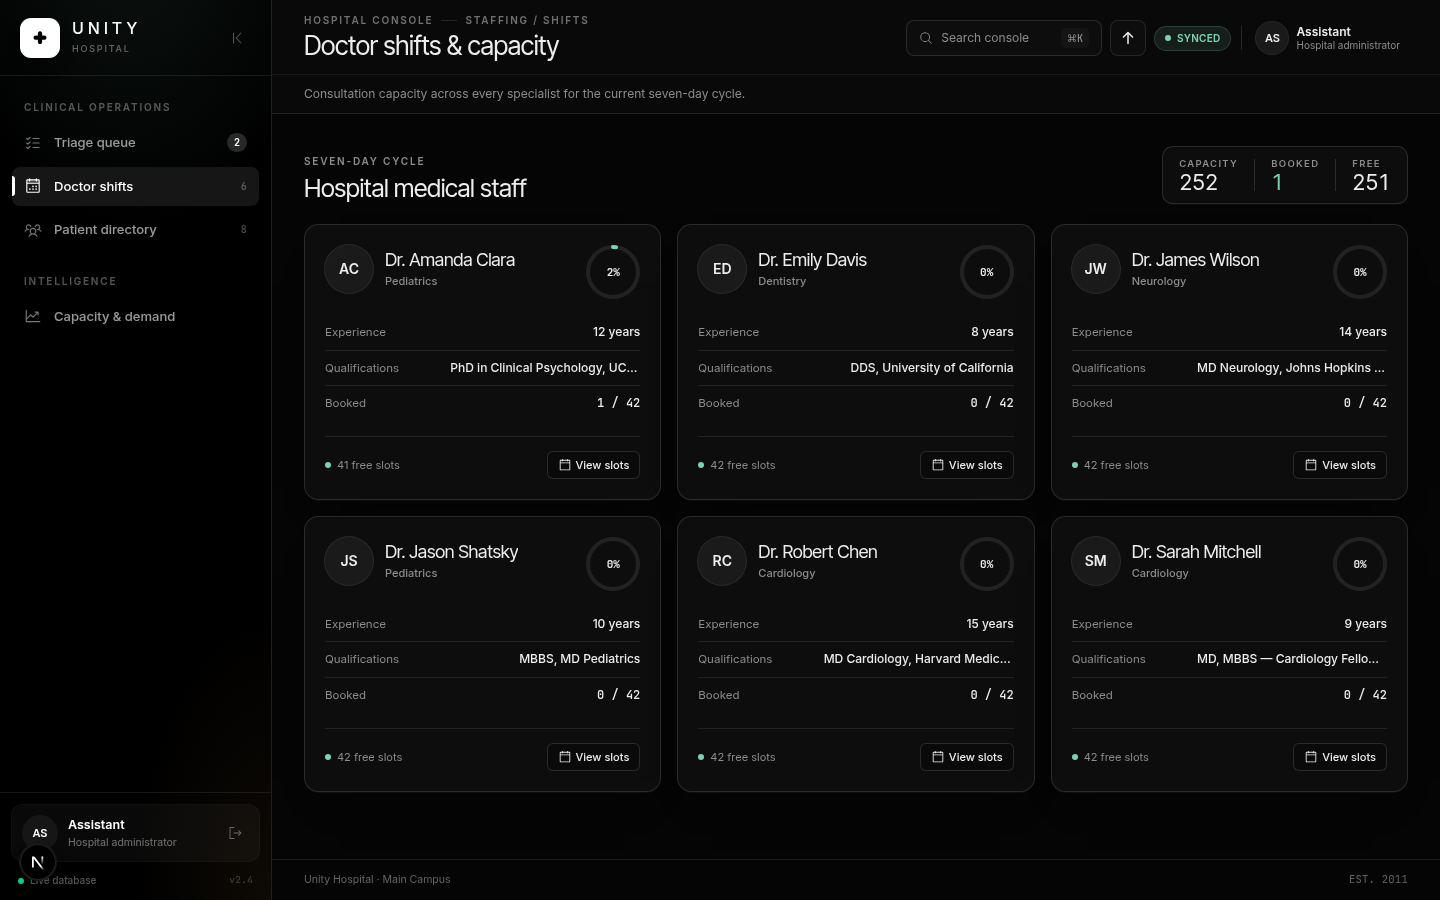 UNITY
HOSPITAL
CLINICAL OPERATIONS
Triage queue 2
Doctor shifts 6
Patient directory 8
INTELLIGENCE
Capacity & demand
AS
Assistant
Hospital administrator
N
Live database v2.4
HOSPITAL CONSOLE — STAFFING / SHIFTS
Doctor shifts & capacity
Search console ⌘K
SYNCED
AS
Assistant
Hospital administrator
Consultation capacity across every specialist for the current seven-day cycle.
SEVEN-DAY CYCLE
Hospital medical staff
CAPACITY BOOKED FREE
252 1 251
AC
Dr. Amanda Clara
Pediatrics
2%
Experience 12 years
Qualifications PhD in Clinical Psychology, UC...
Booked 1 / 42
41 free slots View slots
ED
Dr. Emily Davis
Dentistry
0%
Experience 8 years
Qualifications DDS, University of California
Booked 0 / 42
42 free slots View slots
JW
Dr. James Wilson
Neurology
0%
Experience 14 years
Qualifications MD Neurology, Johns Hopkins ...
Booked 0 / 42
42 free slots View slots
JS
Dr. Jason Shatsky
Pediatrics
0%
Experience 10 years
Qualifications MBBS, MD Pediatrics
Booked 0 / 42
42 free slots View slots
RC
Dr. Robert Chen
Cardiology
0%
Experience 15 years
Qualifications MD Cardiology, Harvard Medic...
Booked 0 / 42
42 free slots View slots
SM
Dr. Sarah Mitchell
Cardiology
0%
Experience 9 years
Qualifications MD, MBBS — Cardiology Fello...
Booked 0 / 42
42 free slots View slots
Unity Hospital · Main Campus
EST. 2011